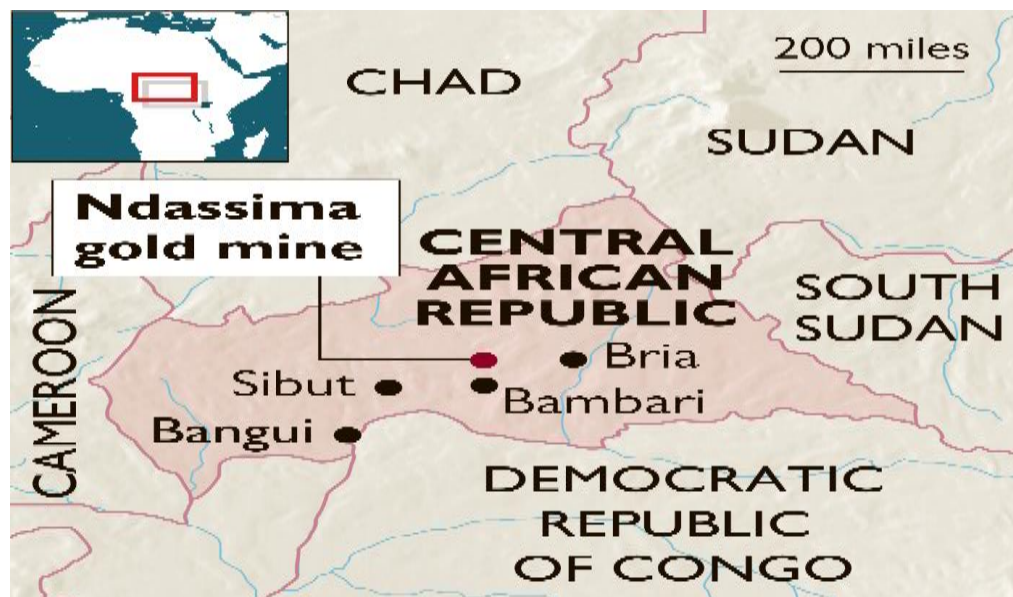 200 miles
CHAD
SUDAN
Ndassima
gold mine
CENTRAL
AFRICAN
REPUBLIC
SOUTH
SUDAN
CAMEROON
Bria
Sibut
Bambari
Bangui
DEMOCRATIC
REPUBLIC
OF CONGO